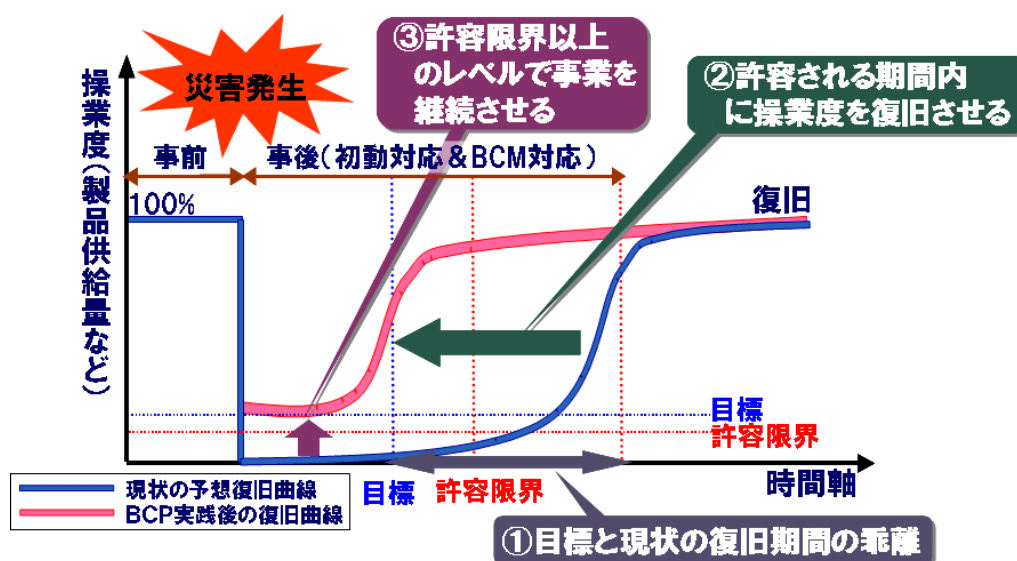 ③許容限界以上
のレベルで事業を
継続させる
②許容される期間内
に操業度を復旧させる
災害発生
操業度(製品供給量など)
事前
事後(初動対応&BCM対応)
100%
復旧
目標
許容限界
時間軸
目標
許容限界
現状の予想復旧曲線
BCP実践後の復旧曲線
①目標と現状の復旧期間の乖離